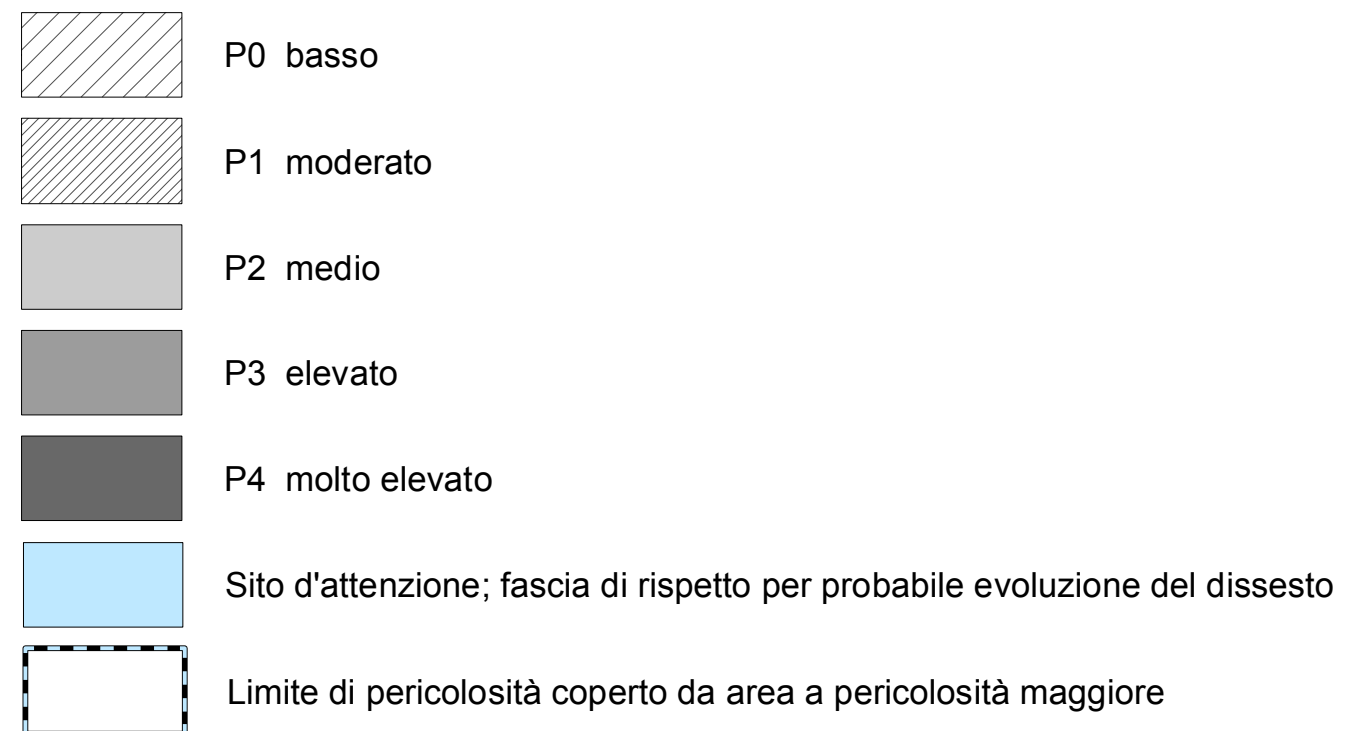 P0 basso
P1 moderato
P2 medio
P3 elevato
P4 molto elevato
Sito d'attenzione; fascia di rispetto per probabile evoluzione del dissesto
Limite di pericolosità coperto da area a pericolosità maggiore